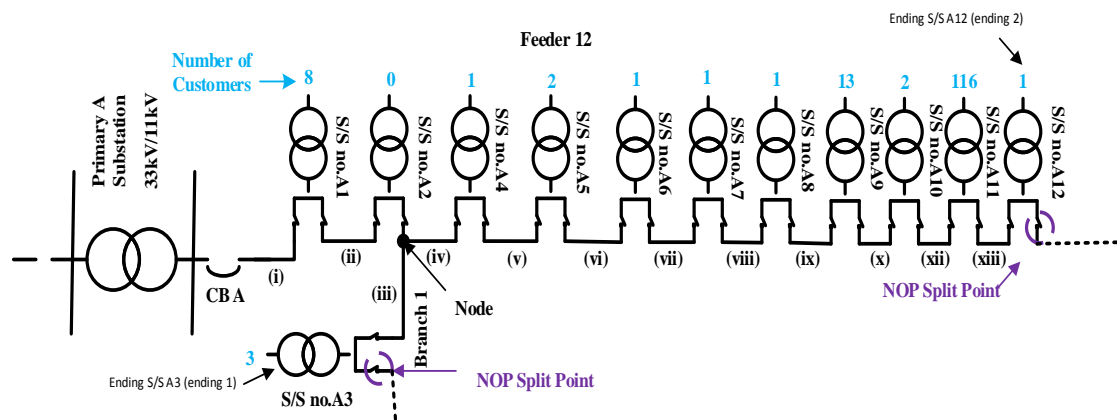 Ending S/S A12 (ending 2)
Feeder 12
Number of
Customers
8
0
1
2
1
1
1
13
2
116
1
Primary A
Substation
33kV/11kV
S/S no.A1
S/S no.A2
S/S no.A4
S/S no.A5
S/S no.A6
S/S no.A7
S/S no.A8
S/S no.A9
S/S no.A10
S/S no.A11
S/S no.A12
(i)
(ii)
(iv)
(v)
(vi)
(vii)
(viii)
(ix)
(x)
(xii)
(xiii)
CB A
(iii)
Node
NOP Split Point
Branch 1
3
Ending S/S A3 (ending 1)
NOP Split Point
S/S no.A3